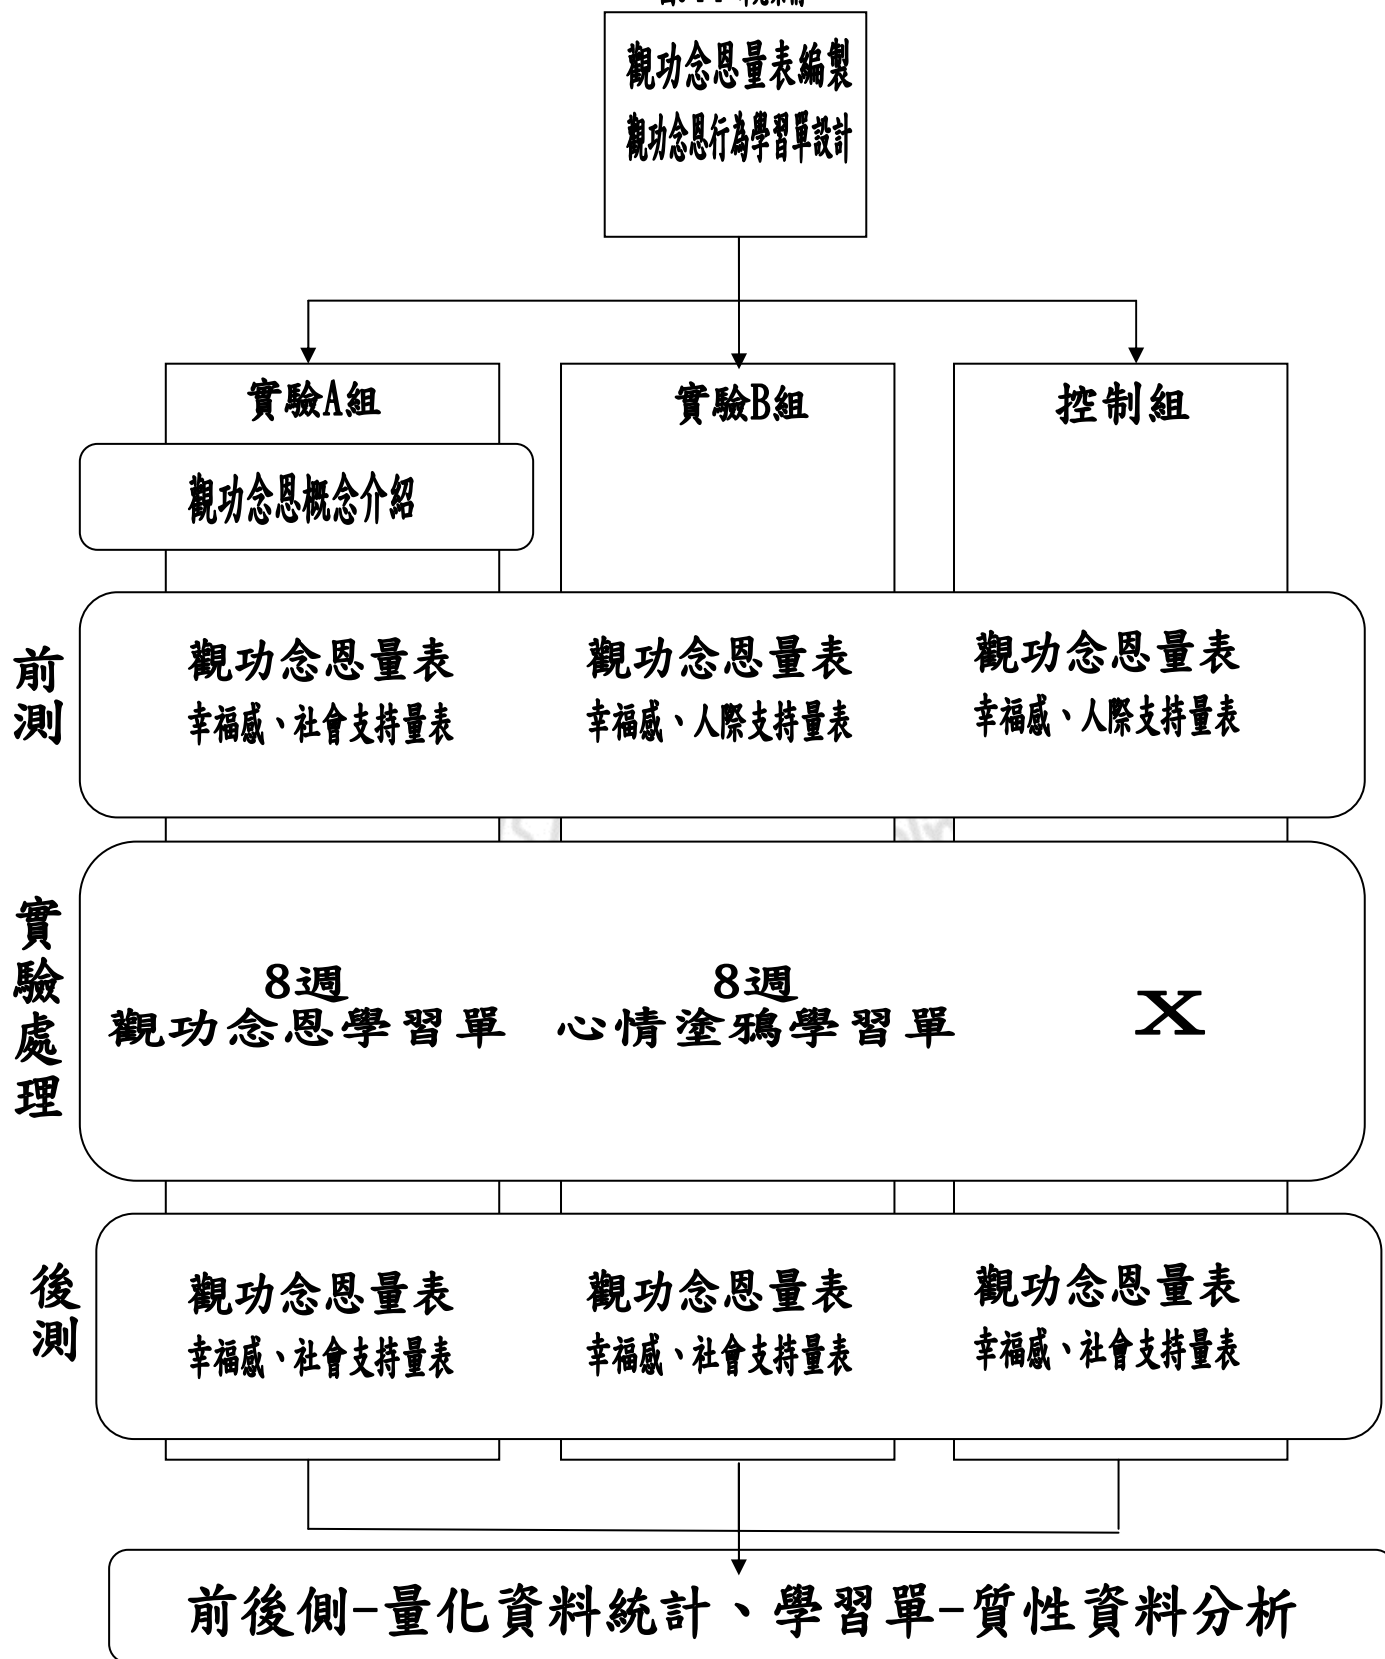 觀功念恩量表編製
觀功念恩行為學習單設計
實驗A組
實驗B組
控制組
觀功念恩概念介紹
前測
觀功念恩量表
幸福感、社會支持量表
觀功念恩量表
幸福感、人際支持量表
觀功念恩量表
幸福感、人際支持量表
實驗處理
8週
觀功念恩學習單
8週
心情塗鴉學習單
X
後測
觀功念恩量表
幸福感、社會支持量表
觀功念恩量表
幸福感、社會支持量表
觀功念恩量表
幸福感、社會支持量表
前後側-量化資料統計、學習單-質性資料分析